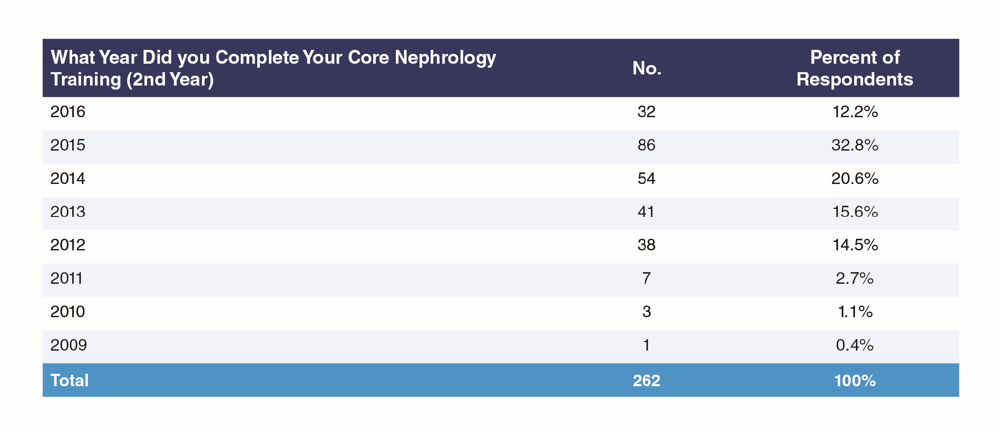 What Year Did you Complete Your Core Nephrology
Training (2nd Year)
No.
Percent of
Respondents
2016 32 12.2%
2015 86 32.8%
2014 54 20.6%
2013 41 15.6%
2012 38 14.5%
2011 7 2.7%
2010 3 1.1%
2009 1 0.4%
Total 262 100%